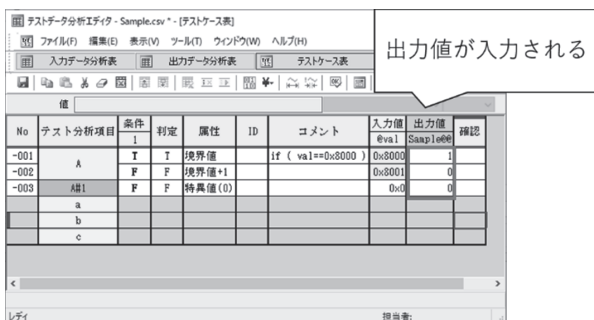 テストデータ分析エディタ - Sample.csv * - [テストケース表]
出力値が入力される
ファイル(F) 編集(E) 表示(V) ツール(T) ウインドウ(W) ヘルプ(H)
入力データ分析表 出力データ分析表 テストケース表
値
No テスト分析項目 条件 判定 属性 ID コメント 入力値 出力値 確認
1 @val Sample@@
-001 A T T 境界値 if ( val==0x8000 ) 0x8000 1
-002 F F 境界値+1 0x8001 0
-003 A#1 F F 特異値(0) 0x0 0
a
b
c
レディ 担当者: